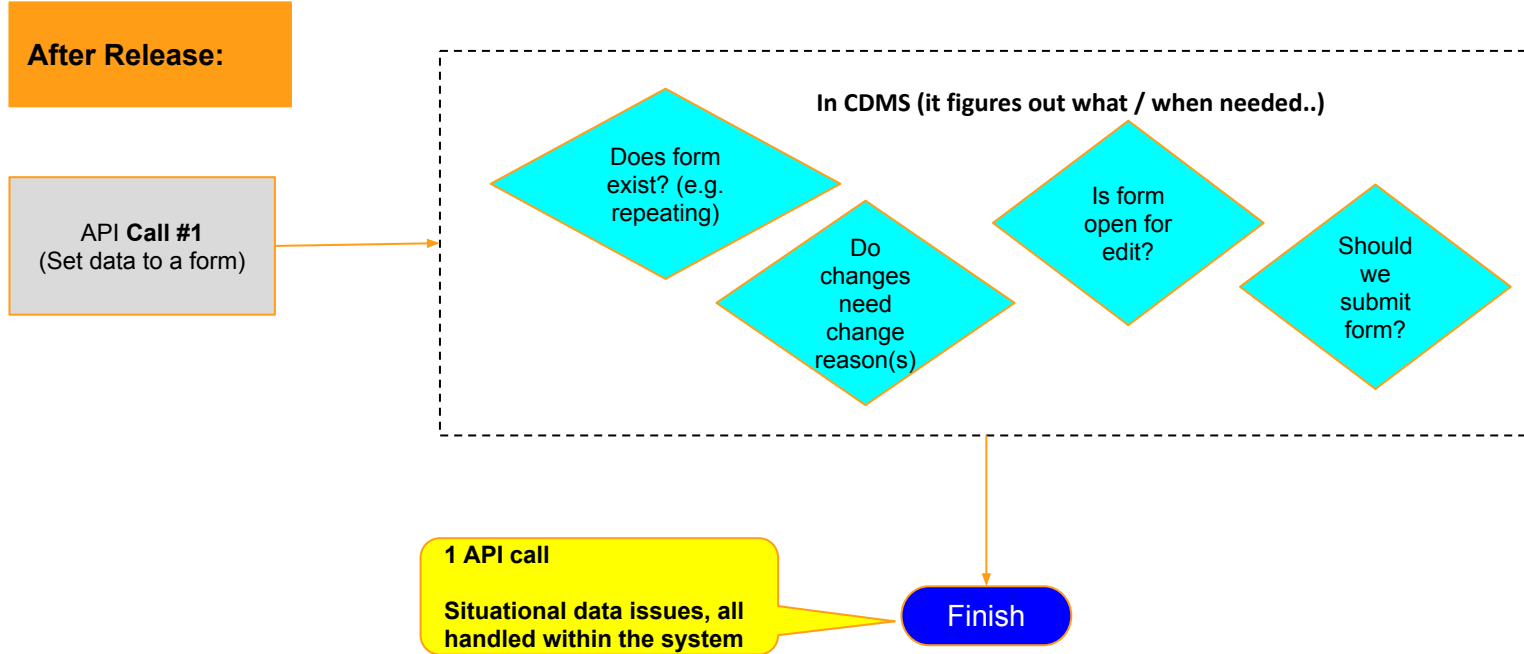 After Release:
In CDMS (it figures out what / when needed..)
API Call #1
(Set data to a form)
Does form
exist? (e.g.
repeating)
Do
changes
need
change
reason(s)
Is form
open for
edit?
Should
we
submit
form?
1 API call
Situational data issues, all
handled within the system
Finish